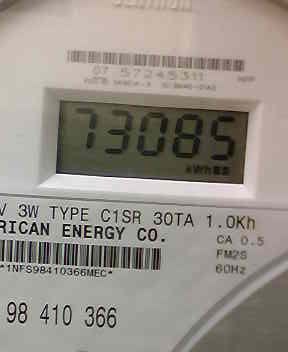 07 57245311
73085
kWh
V 3W TYPE C1SR 30TA 1.0Kh
RICAN ENERGY CO.
CA 0.5
FM2S
60Hz
*1NFS98410366MEC*
98 410 366